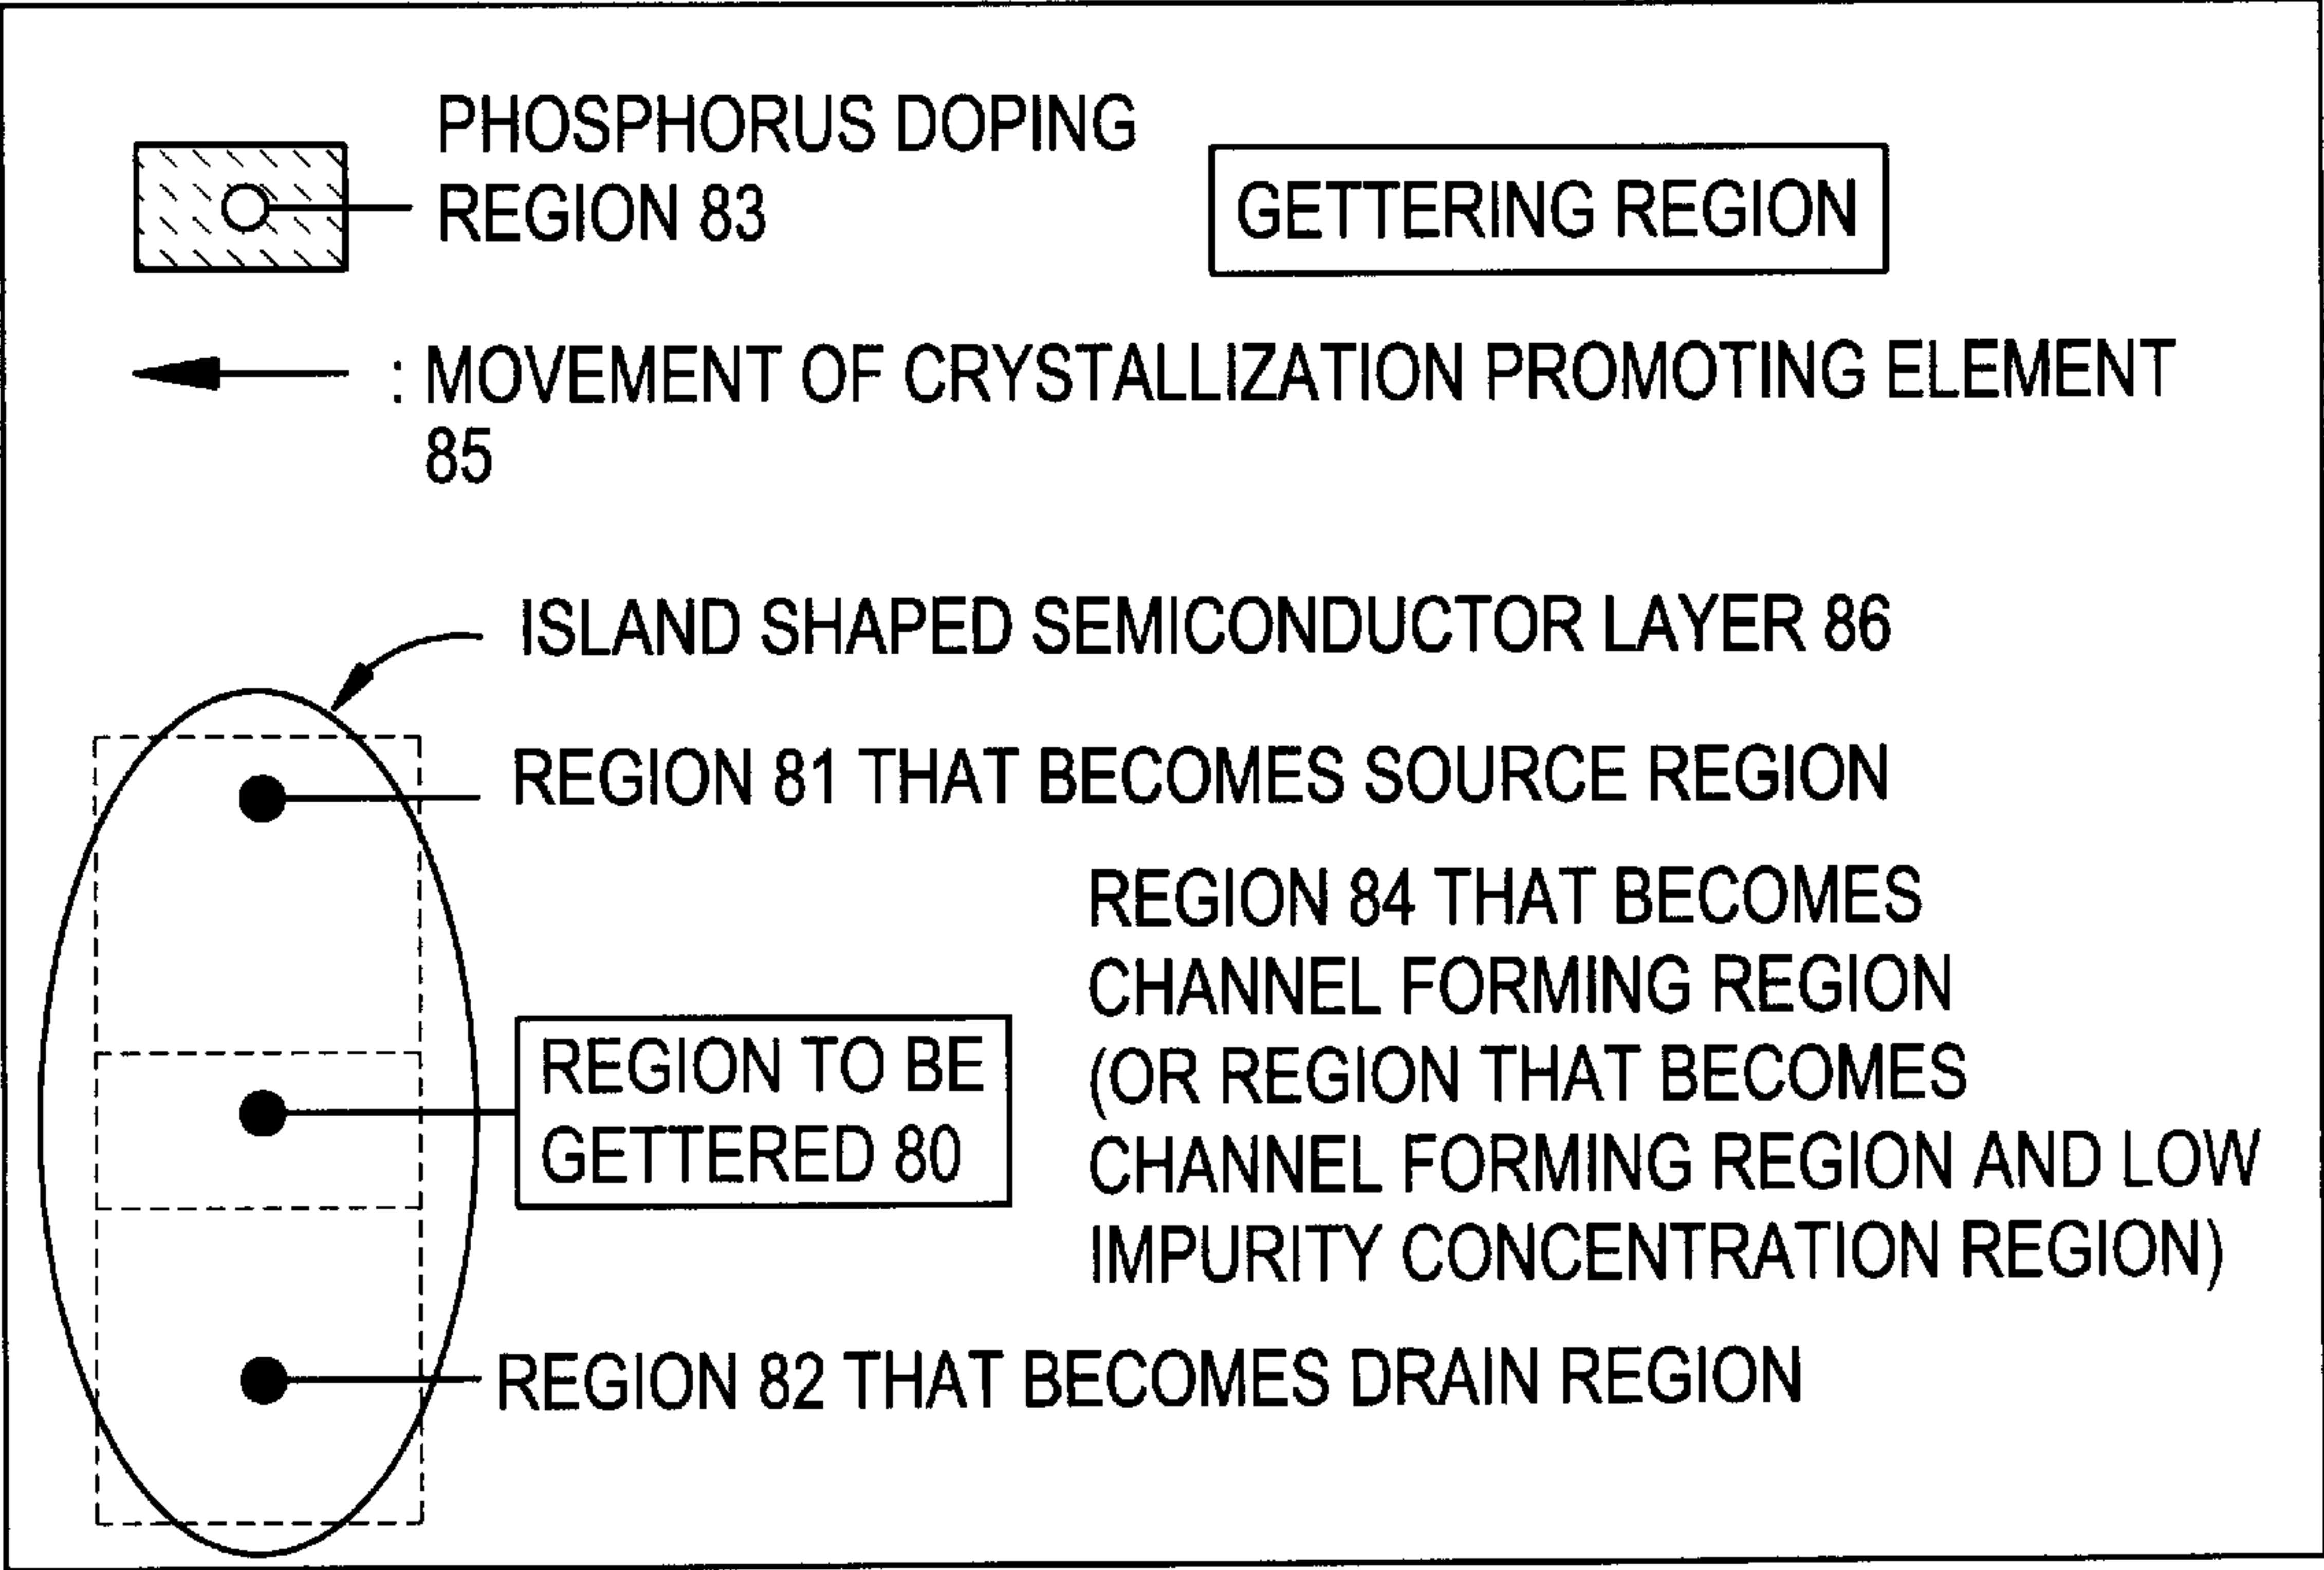 PHOSPHORUS DOPING
REGION 83
GETTERING REGION
: MOVEMENT OF CRYSTALLIZATION PROMOTING ELEMENT
85
ISLAND SHAPED SEMICONDUCTOR LAYER 86
REGION 81 THAT BECOMES SOURCE REGION
REGION TO BE
GETTERED 80
REGION 84 THAT BECOMES
CHANNEL FORMING REGION
(OR REGION THAT BECOMES
CHANNEL FORMING REGION AND LOW
IMPURITY CONCENTRATION REGION)
REGION 82 THAT BECOMES DRAIN REGION